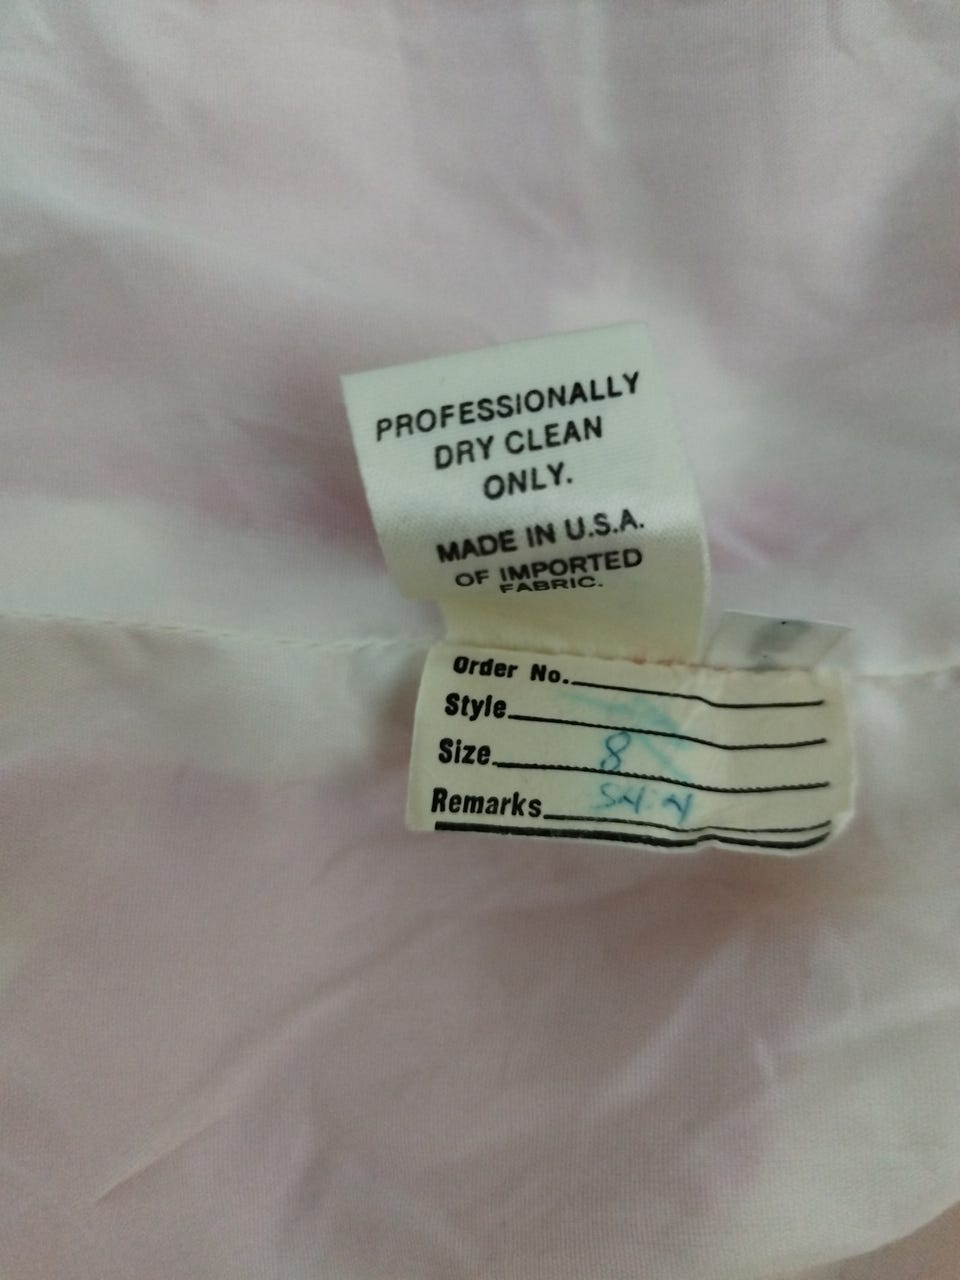 PROFESSIONALLY
DRY CLEAN
ONLY.
MADE IN U.S.A.
OF IMPORTED
FABRIC.
Order No.
Style
Size 8
Remarks